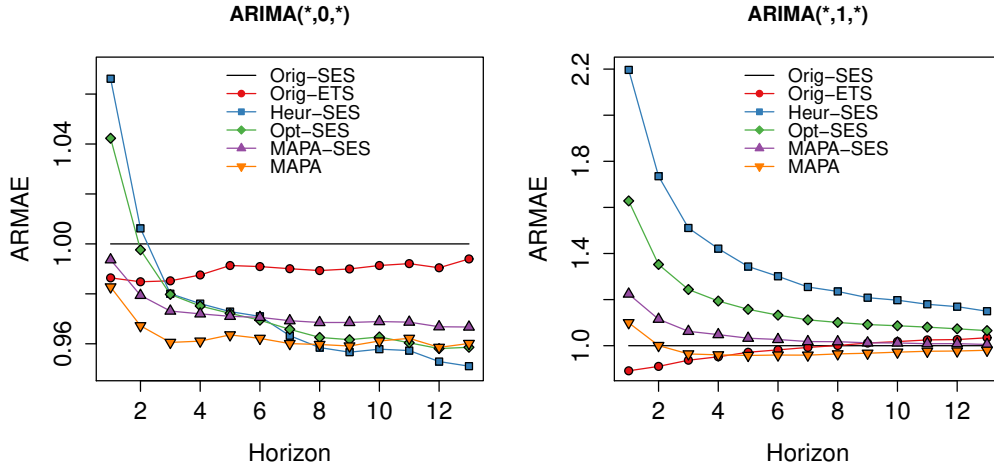 ARIMA(*,0,*)
ARMAE
1.04
1.00
0.96
Orig−SES
Orig−ETS
Heur−SES
Opt−SES
MAPA−SES
MAPA
2 4 6 8 10 12
Horizon
ARIMA(*,1,*)
ARMAE
2.2
1.8
1.4
1.0
Orig−SES
Orig−ETS
Heur−SES
Opt−SES
MAPA−SES
MAPA
2 4 6 8 10 12
Horizon